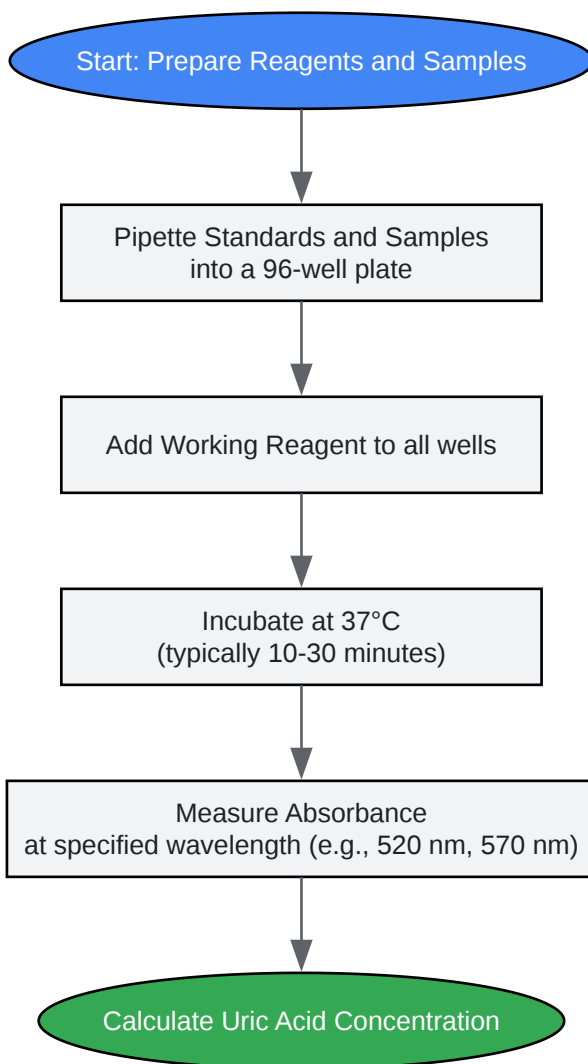 Start: Prepare Reagents and Samples
Pipette Standards and Samples
into a 96-well plate
Add Working Reagent to all wells
Incubate at 37°C
(typically 10-30 minutes)
Measure Absorbance
at specified wavelength (e.g., 520 nm, 570 nm)
Calculate Uric Acid Concentration